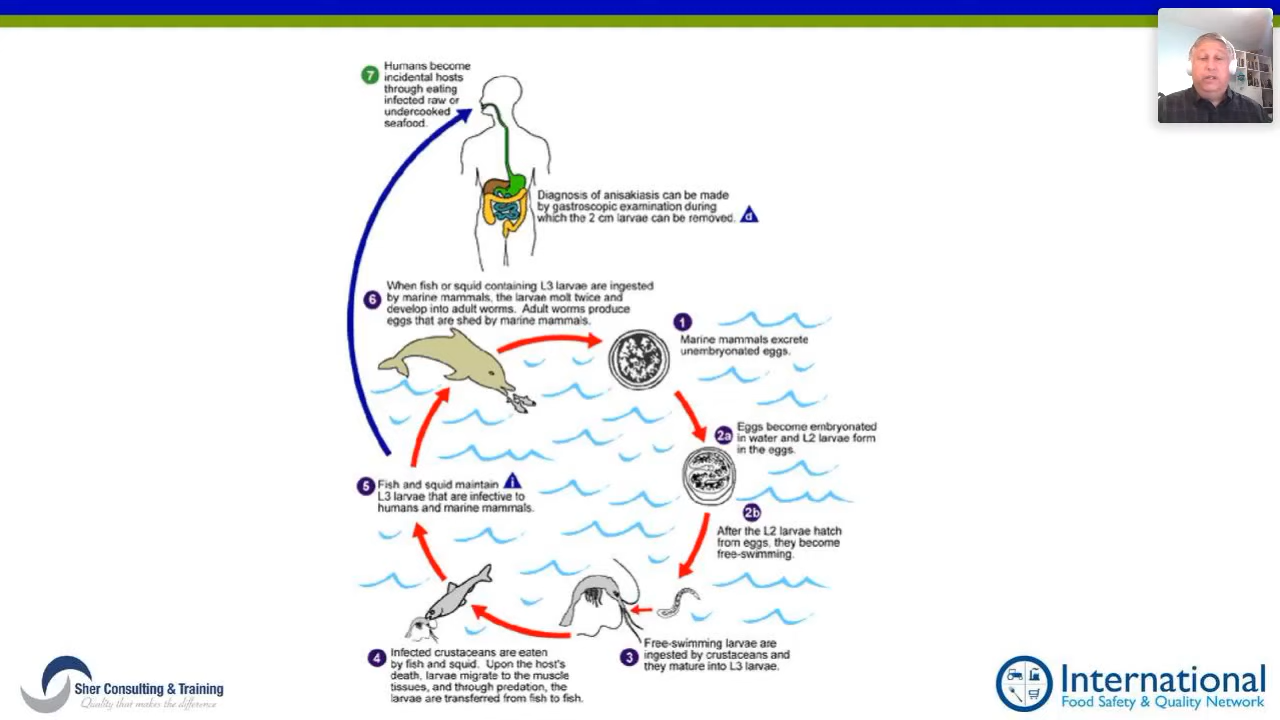 7
Humans become
incidental hosts
through eating
infected raw or
undercooked
seafood.
Diagnosis of anisakiasis can be made
by gastroscopic examination during
which the 2 cm larvae can be removed.
d
6
When fish or squid containing L3 larvae are ingested
by marine mammals, the larvae molt twice and
develop into adult worms. Adult worms produce
eggs that are shed by marine mammals.
1
Marine mammals excrete
unembryonated eggs.
2a
Eggs become embryonated
in water and L2 larvae form
in the eggs.
2b
After the L2 larvae hatch
from eggs, they become
free-swimming.
3
Free-swimming larvae are
ingested by crustaceans and
they mature into L3 larvae.
4
Infected crustaceans are eaten
by fish and squid. Upon the host's
death, larvae migrate to the muscle
tissues, and through predation, the
larvae are transferred from fish to fish.
5
Fish and squid maintain
i
L3 larvae that are infective to
humans and marine mammals.
Sher Consulting & Training
Quality that makes the difference
International
Food Safety & Quality Network